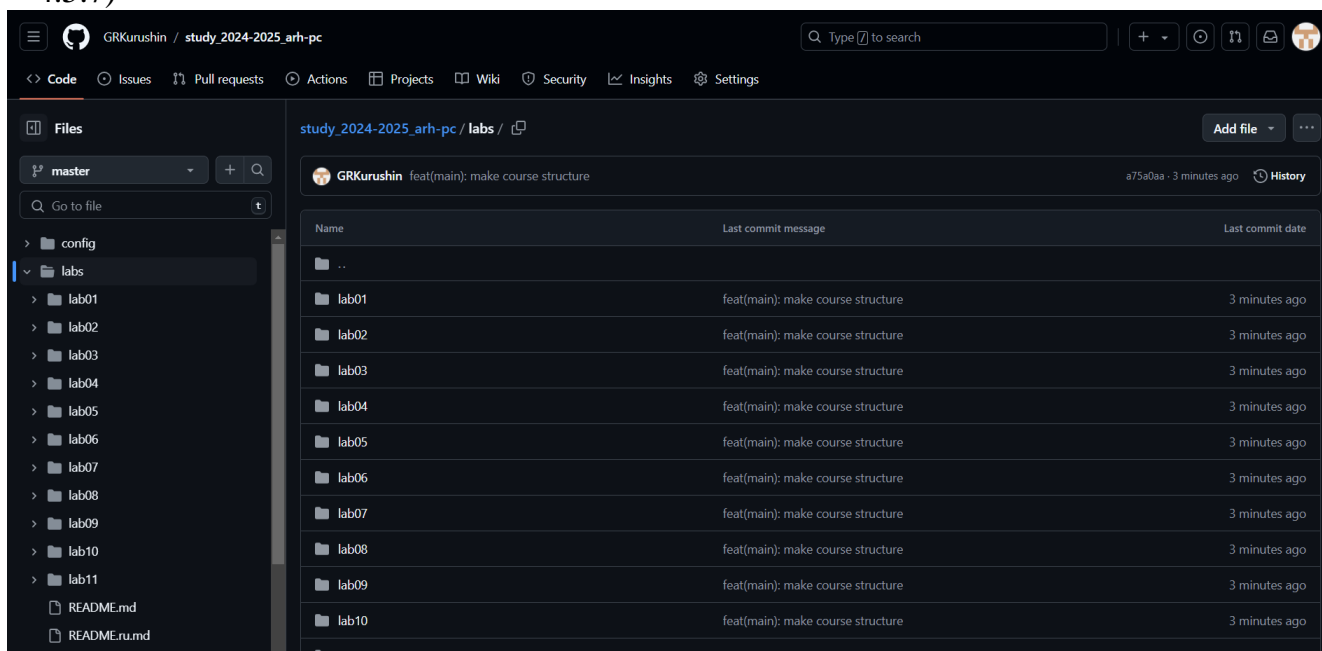 4.5.7)
GRKurushin / study_2024-2025_arh-pc
Type / to search
Code Issues Pull requests Actions Projects Wiki Security Insights Settings
Files
master
Go to file t
config
labs
lab01
lab02
lab03
lab04
lab05
lab06
lab07
lab08
lab09
lab10
lab11
README.md
README.ru.md
study_2024-2025_arh-pc / labs /
Add file
GRKurushin feat(main): make course structure a75a0aa · 3 minutes ago History
Name Last commit message Last commit date
..
lab01 feat(main): make course structure 3 minutes ago
lab02 feat(main): make course structure 3 minutes ago
lab03 feat(main): make course structure 3 minutes ago
lab04 feat(main): make course structure 3 minutes ago
lab05 feat(main): make course structure 3 minutes ago
lab06 feat(main): make course structure 3 minutes ago
lab07 feat(main): make course structure 3 minutes ago
lab08 feat(main): make course structure 3 minutes ago
lab09 feat(main): make course structure 3 minutes ago
lab10 feat(main): make course structure 3 minutes ago